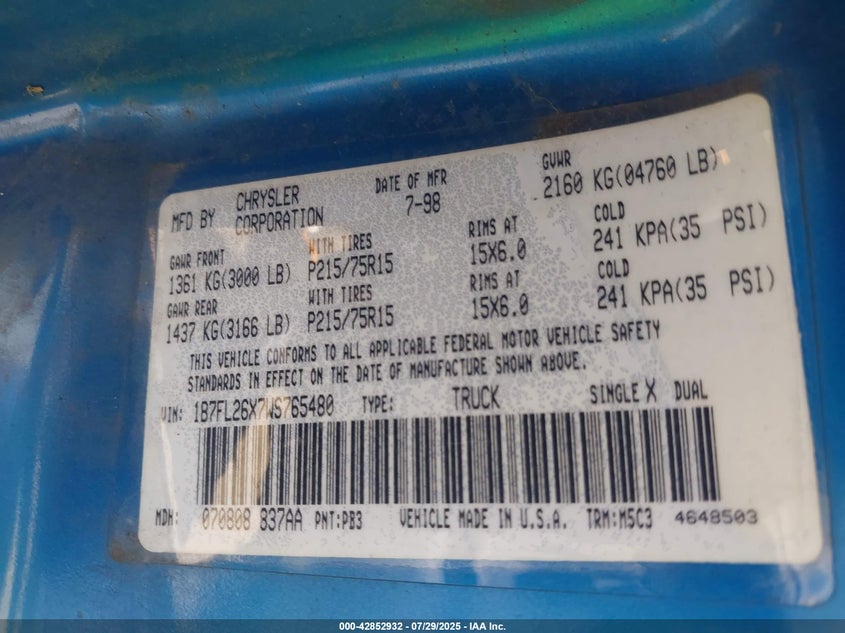 MFD BY CHRYSLER CORPORATION DATE OF MFR 7-98 GVWR 2160 KG(04760 LB)
GAWR FRONT WITH TIRES RIMS AT COLD
1361 KG(3000 LB) P215/75R15 15X6.0 241 KPA(35 PSI)
GAWR REAR WITH TIRES RIMS AT COLD
1437 KG(3166 LB) P215/75R15 15X6.0 241 KPA(35 PSI)
THIS VEHICLE CONFORMS TO ALL APPLICABLE FEDERAL MOTOR VEHICLE SAFETY
STANDARDS IN EFFECT ON THE DATE OF MANUFACTURE SHOWN ABOVE.
VIN: 1B7FL26X7WS765480 TYPE: TRUCK SINGLE X DUAL
MDH: 070808 837AA PNT:PB3 VEHICLE MADE IN U.S.A. TRM:M5C3 4648503
000-42852932 - 07/29/2025 - IAA Inc.